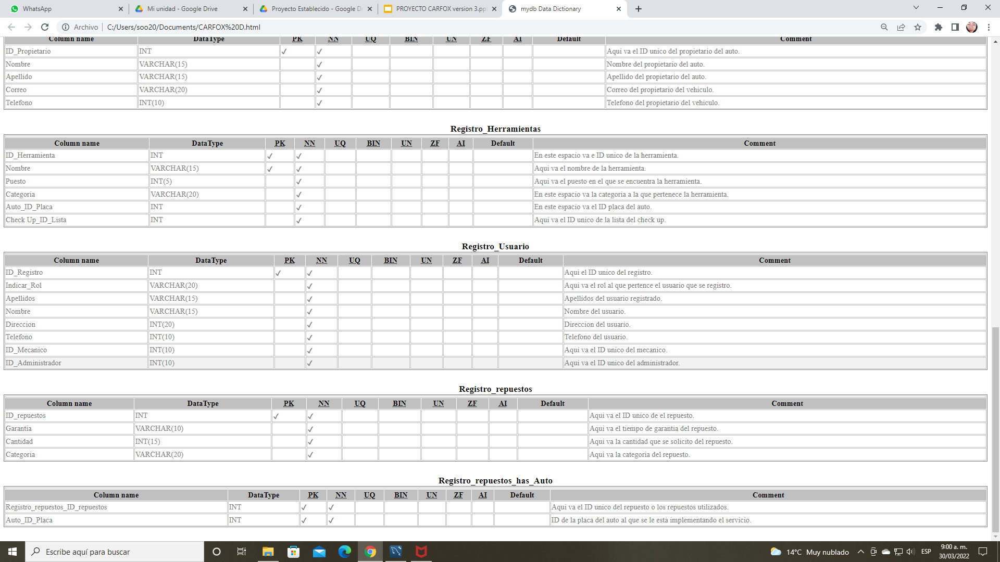 WhatsApp
Mi unidad - Google Drive
Proyecto Establecido - Google D
PROYECTO CARFOX version 3.pp
mydb Data Dictionary
Archivo C:/Users/soo20/Documents/CARFOX%20D.html
Column name DataType PK NN UQ BIN UN ZF AI Default Comment
ID_Propietario INT ✓ ✓ Aqui va el ID unico del propietario del auto.
Nombre VARCHAR(15) ✓ Nombre del propietario del auto.
Apellido VARCHAR(15) ✓ Apellido del propietario del auto.
Correo VARCHAR(20) ✓ Correo del propietario del vehiculo.
Telefono INT(10) ✓ Telefono del propietario del vehiculo.
Registro_Herramientas
Column name DataType PK NN UQ BIN UN ZF AI Default Comment
ID_Herramienta INT ✓ ✓ En este espacio va e ID unico de la herramienta.
Nombre VARCHAR(15) ✓ ✓ Aqui va el nombre de la herramienta.
Puesto INT(5) ✓ Aqui va el puesto en el que se encuentra la herramienta.
Categoria VARCHAR(20) ✓ En este espacio va la categoria a la que pertenece la herramienta.
Auto_ID_Placa INT ✓ En este espacio va el ID placa del auto.
Check Up_ID_Lista INT ✓ Aqui va el ID unico de la lista del check up.
Registro_Usuario
Column name DataType PK NN UQ BIN UN ZF AI Default Comment
ID_Registro INT ✓ ✓ Aqui el ID unico del registro.
Indicar_Rol VARCHAR(20) ✓ Aqui va el rol al que pertence el usuario que se registro.
Apellidos VARCHAR(15) ✓ Apellidos del usuario registrado.
Nombre VARCHAR(15) ✓ Nombre del usuario.
Direccion INT(20) ✓ Direccion del usuario.
Telefono INT(10) ✓ Telefono del usuario.
ID_Mecanico INT(10) ✓ Aqui va el ID unico del mecanico.
ID_Administrador INT(10) ✓ Aqui va el ID unico del administrador.
Registro_repuestos
Column name DataType PK NN UQ BIN UN ZF AI Default Comment
ID_repuestos INT ✓ ✓ Aqui va el ID unico de el repuesto.
Garantia VARCHAR(10) ✓ Aqui va el tiempo de garantia del repuesto.
Cantidad INT(15) ✓ Aqui va la cantidad que se solicito del repuesto.
Categoria VARCHAR(20) ✓ Aqui va la categoria del repuesto.
Registro_repuestos_has_Auto
Column name DataType PK NN UQ BIN UN ZF AI Default Comment
Registro_repuestos_ID_repuestos INT ✓ ✓ Aqui va el ID unico del repuesto o los repuestos utilizados.
Auto_ID_Placa INT ✓ ✓ ID de la placa del auto al que se le esta implementando el servicio.
Escribe aquí para buscar
14°C Muy nublado
ESP
9:00 a. m.
30/03/2022